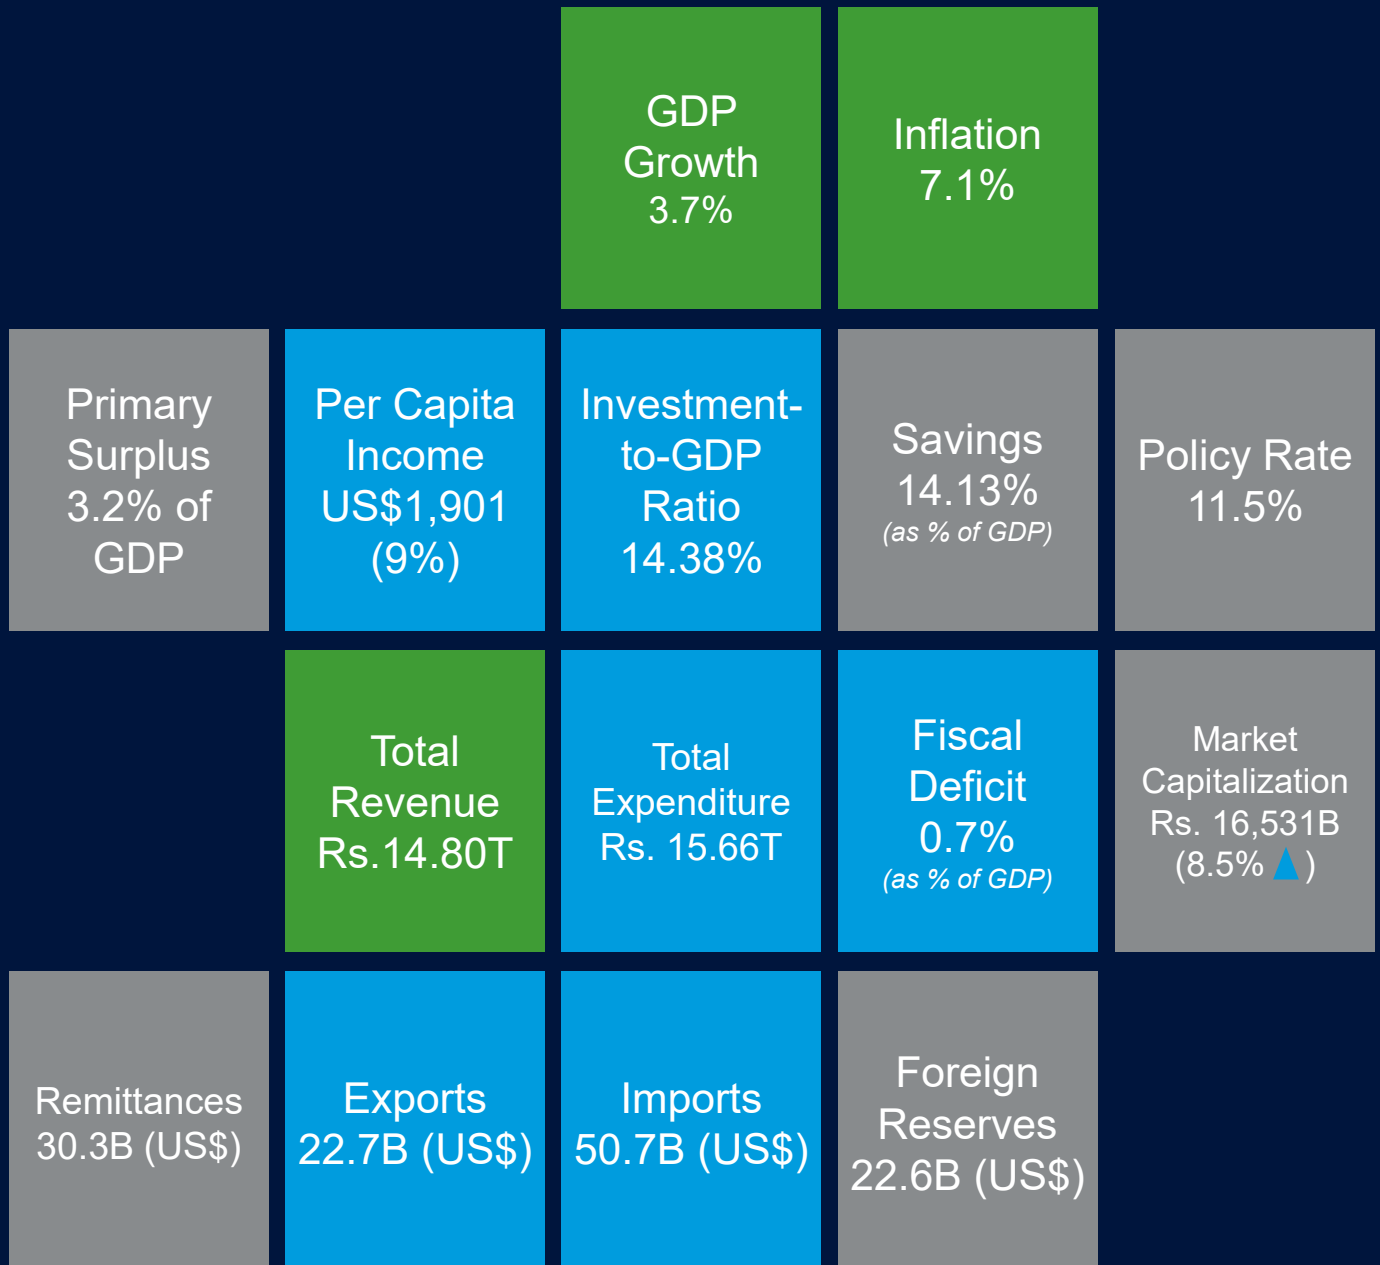 GDP
Growth
3.7%
Inflation
7.1%
Primary
Surplus
3.2% of
GDP
Per Capita
Income
US$1,901
(9%)
Investment-
to-GDP
Ratio
14.38%
Savings
14.13%
(as % of GDP)
Policy Rate
11.5%
Total
Revenue
Rs.14.80T
Total
Expenditure
Rs. 15.66T
Fiscal
Deficit
0.7%
(as % of GDP)
Market
Capitalization
Rs. 16,531B
(8.5% ▲)
Remittances
30.3B (US$)
Exports
22.7B (US$)
Imports
50.7B (US$)
Foreign
Reserves
22.6B (US$)